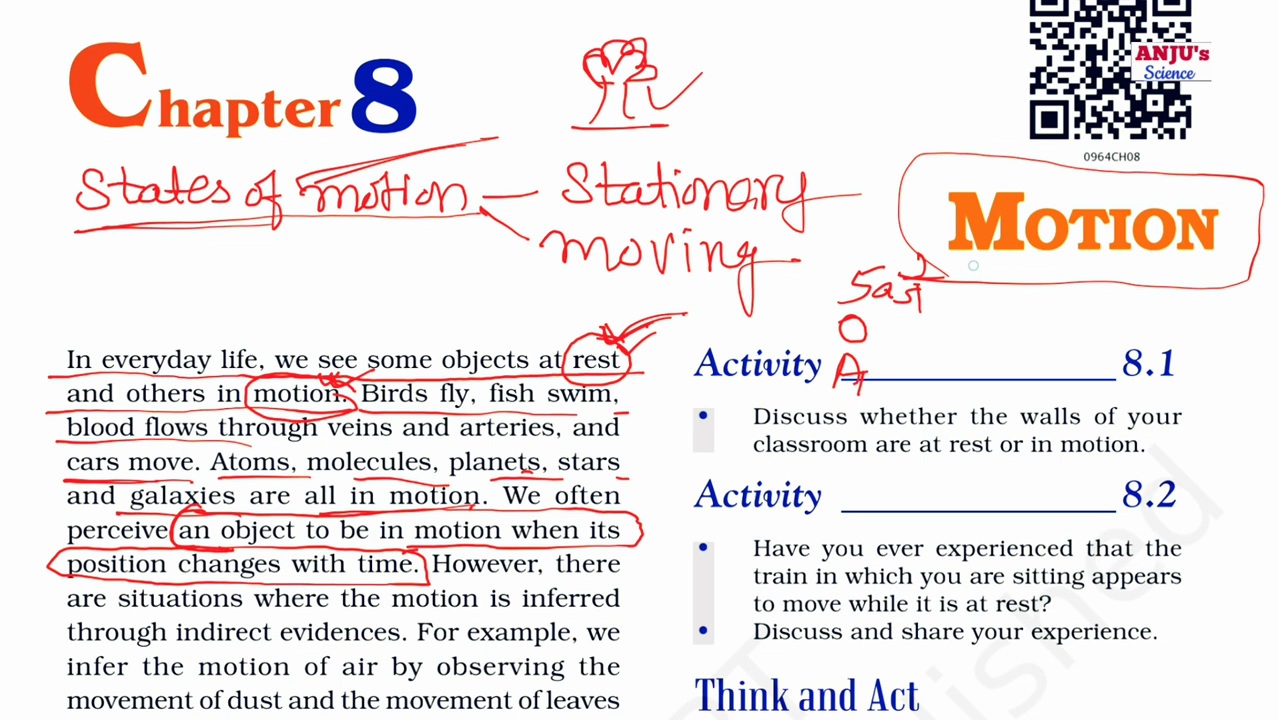 Chapter 8
ANJU's
Science
0964CH08
States of motion — Stationary
moving
MOTION
O
A
In everyday life, we see some objects at rest
and others in motion. Birds fly, fish swim,
blood flows through veins and arteries, and
cars move. Atoms, molecules, planets, stars
and galaxies are all in motion. We often
perceive an object to be in motion when its
position changes with time. However, there
are situations where the motion is inferred
through indirect evidences. For example, we
infer the motion of air by observing the
movement of dust and the movement of leaves
Activity 8.1
• Discuss whether the walls of your
classroom are at rest or in motion.
Activity 8.2
• Have you ever experienced that the
train in which you are sitting appears
to move while it is at rest?
• Discuss and share your experience.
Think and Act